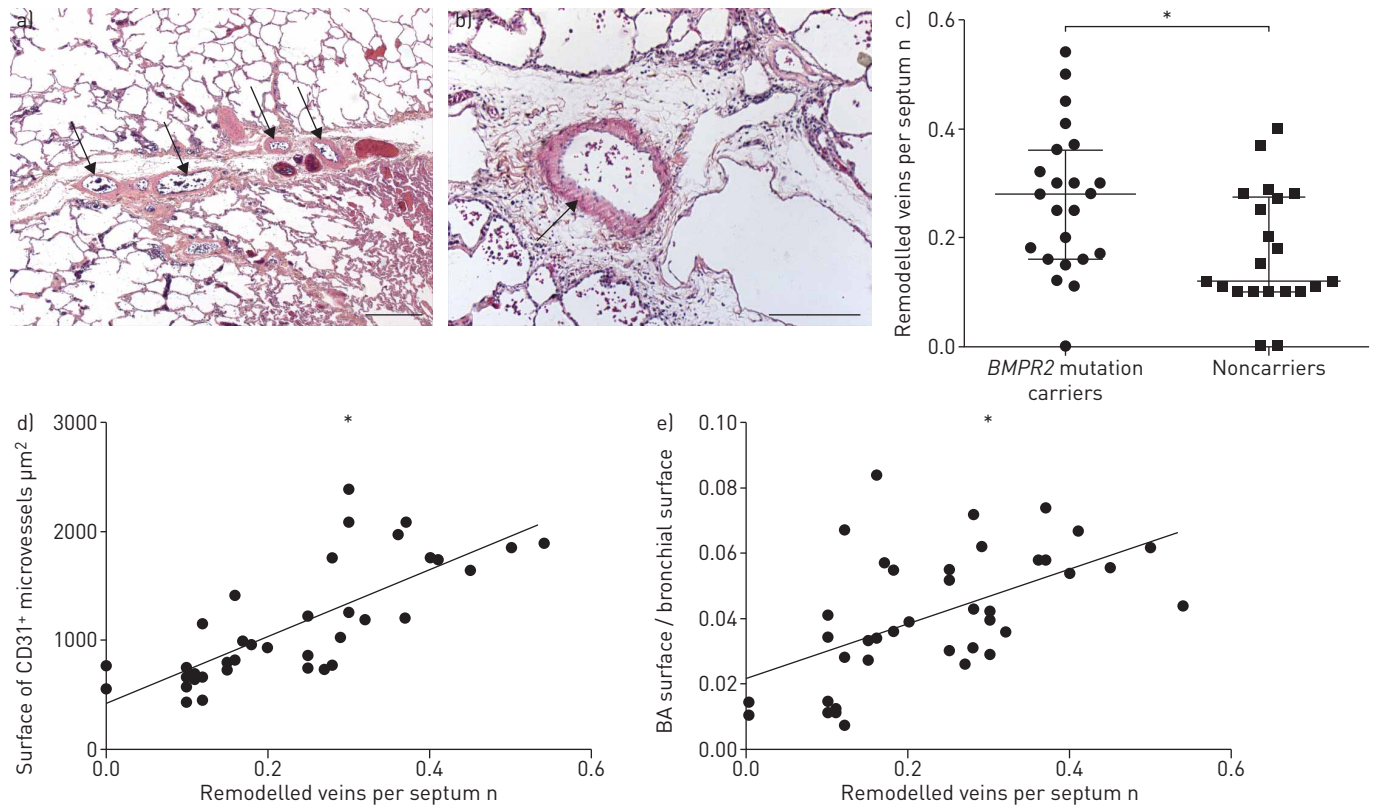 a)
b)
c)
Remodelled veins per septum n
0.6
0.4
0.2
0.0
*
BMPR2 mutation
carriers
Noncarriers
d)
Surface of CD31⁺ microvessels µm²
3000
2000
1000
0
*
0.0 0.2 0.4 0.6
Remodelled veins per septum n
e)
BA surface / bronchial surface
0.10
0.08
0.06
0.04
0.02
0.00
*
0.0 0.2 0.4 0.6
Remodelled veins per septum n